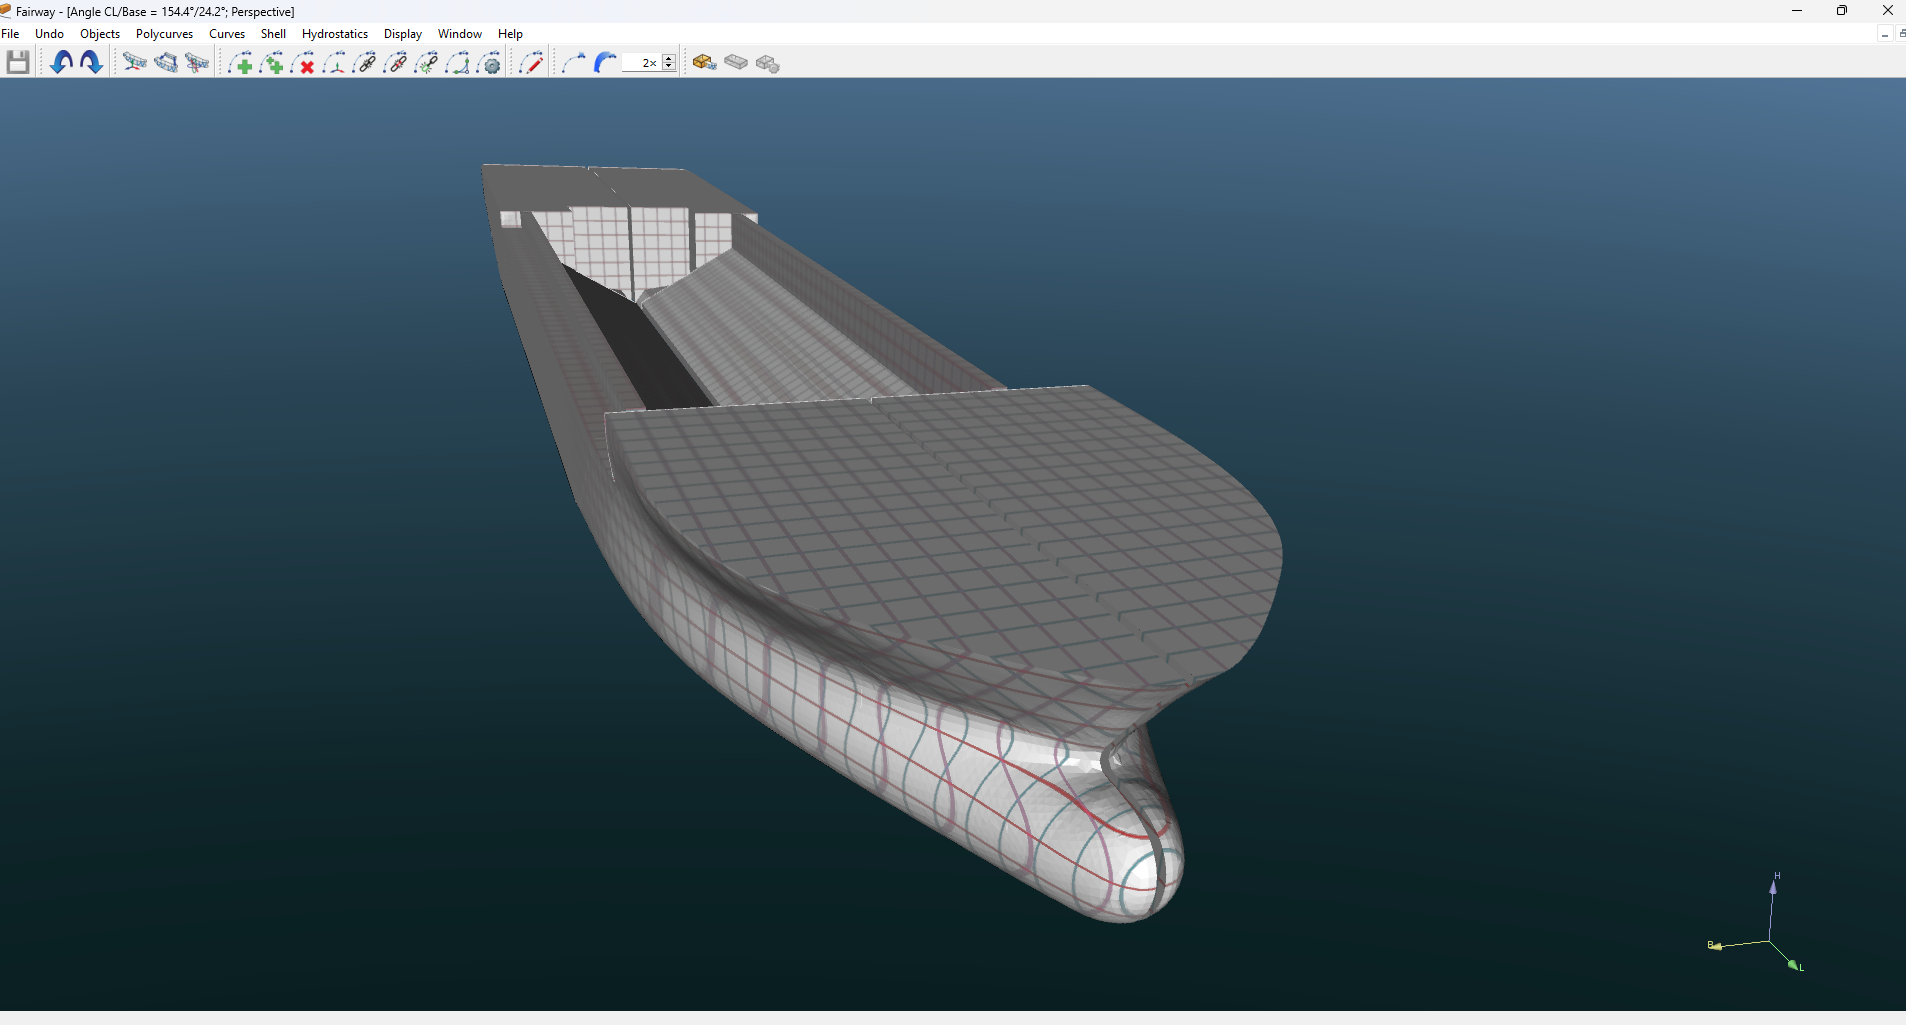 Fairway - [Angle CL/Base = 154.4°/24.2°; Perspective]
File Undo Objects Polycurves Curves Shell Hydrostatics Display Window Help
2×
H
B
L